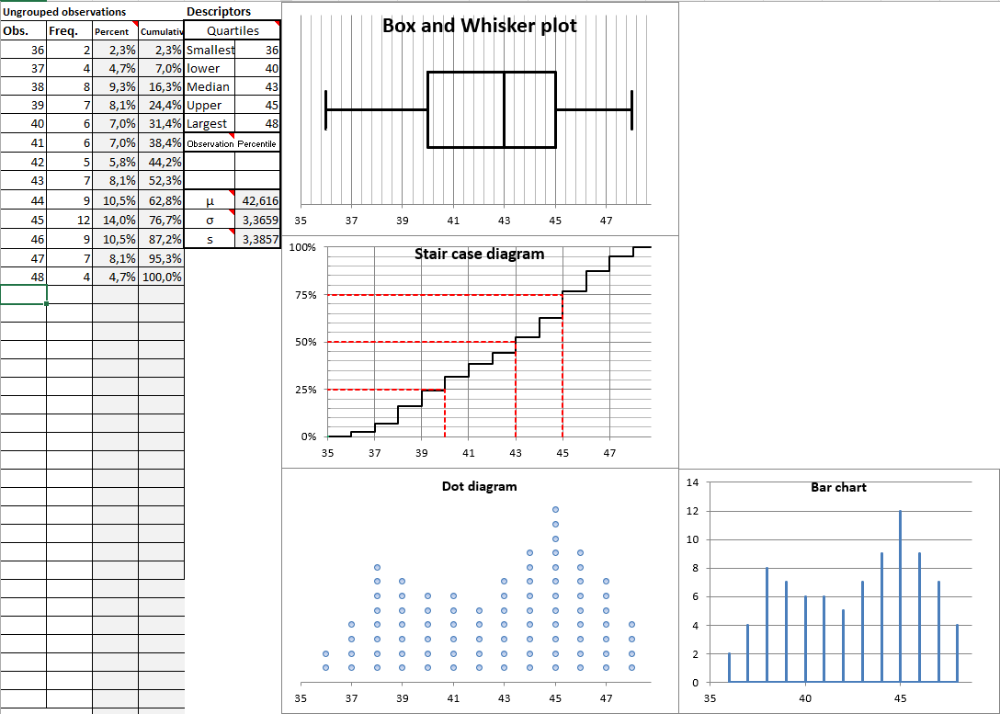 Ungrouped observations Descriptors
Obs. Freq. Percent Cumulativ Quartiles
36 2 2,3% 2,3% Smallest 36
37 4 4,7% 7,0% lower 40
38 8 9,3% 16,3% Median 43
39 7 8,1% 24,4% Upper 45
40 6 7,0% 31,4% Largest 48
41 6 7,0% 38,4% Observation Percentile
42 5 5,8% 44,2%
43 7 8,1% 52,3%
44 9 10,5% 62,8% μ 42,616
45 12 14,0% 76,7% σ 3,3659
46 9 10,5% 87,2% s 3,3857
47 7 8,1% 95,3%
48 4 4,7% 100,0%
Box and Whisker plot
35 37 39 41 43 45 47
Stair case diagram
100%
75%
50%
25%
0%
35 37 39 41 43 45 47
Dot diagram
35 37 39 41 43 45 47
Bar chart
14
12
10
8
6
4
2
0
35 40 45